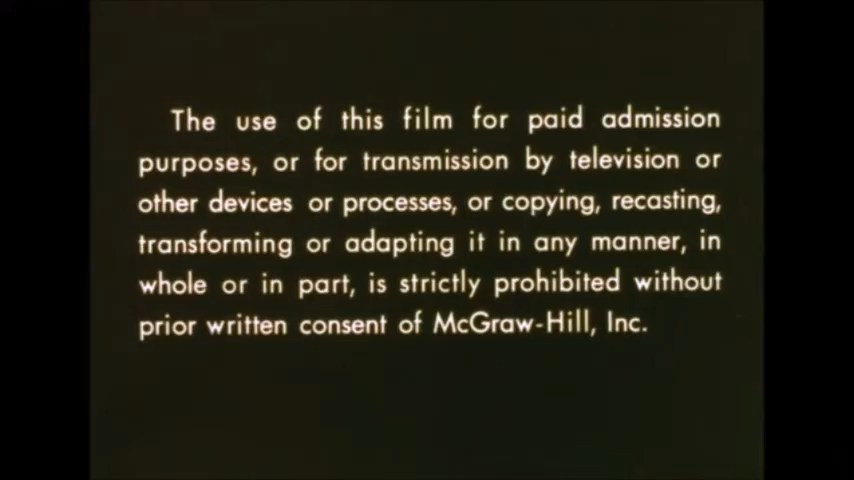 The use of this film for paid admission
purposes, or for transmission by television or
other devices or processes, or copying, recasting,
transforming or adapting it in any manner, in
whole or in part, is strictly prohibited without
prior written consent of McGraw-Hill, Inc.